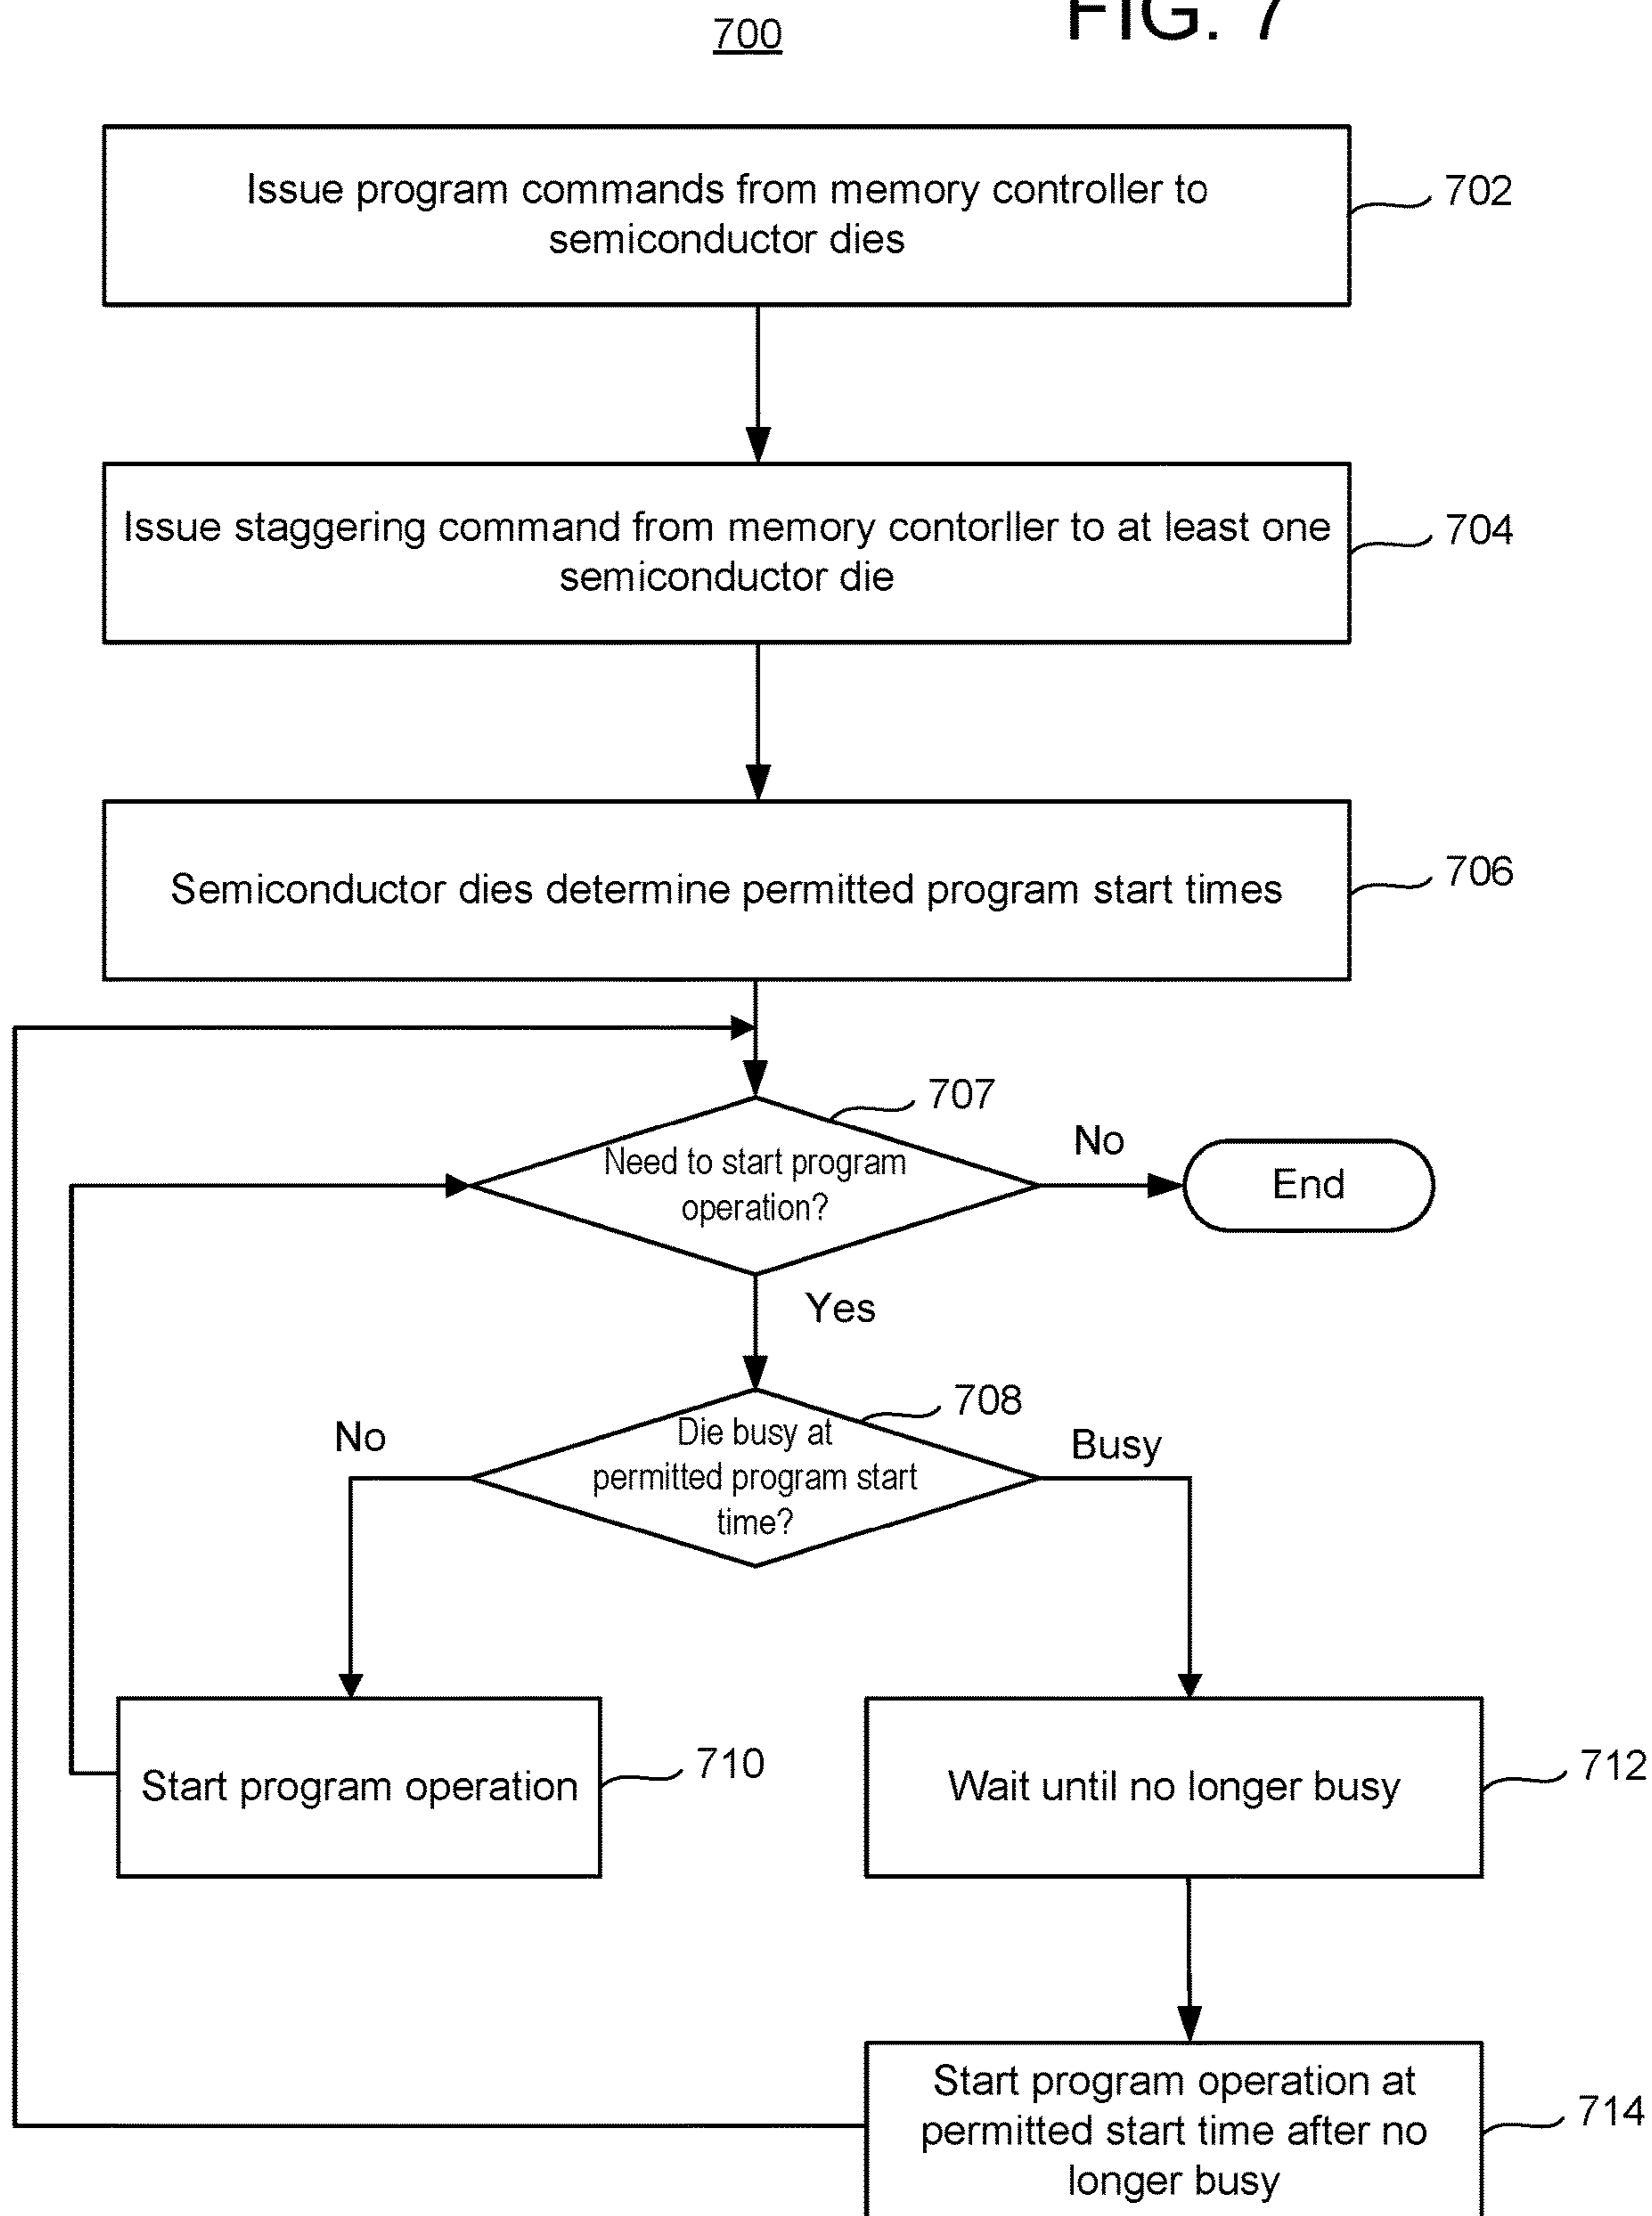 700
FIG. 7
Issue program commands from memory controller to
semiconductor dies
702
Issue staggering command from memory contorller to at least one
semiconductor die
704
Semiconductor dies determine permitted program start times
706
707
Need to start program
operation?
No
End
Yes
708
Die busy at
permitted program start
time?
No
Busy
Start program operation
710
Wait until no longer busy
712
Start program operation at
permitted start time after no
longer busy
714